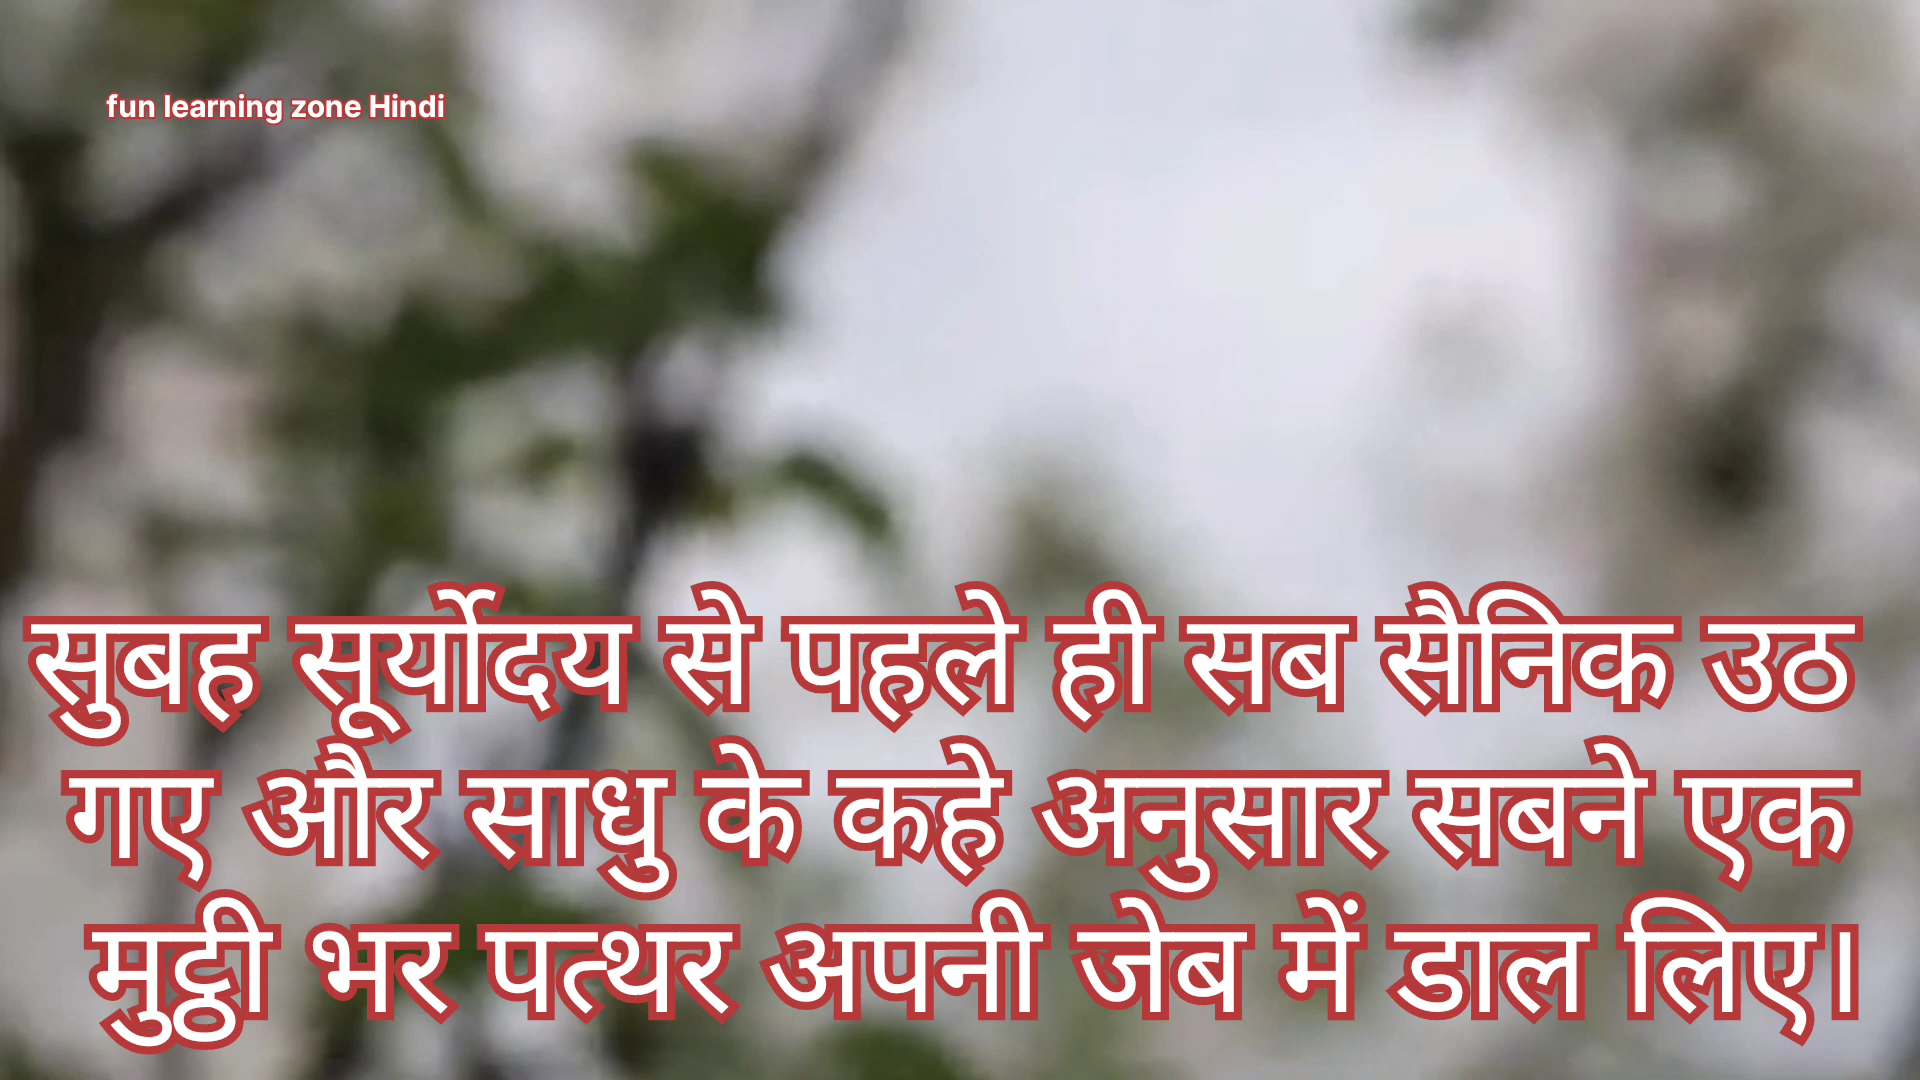 fun learning zone Hindi
सुबह सूर्योदय से पहले ही सब सैनिक उठ
गए और साधु के कहे अनुसार सबने एक
मुट्ठी भर पत्थर अपनी जेब में डाल लिए।